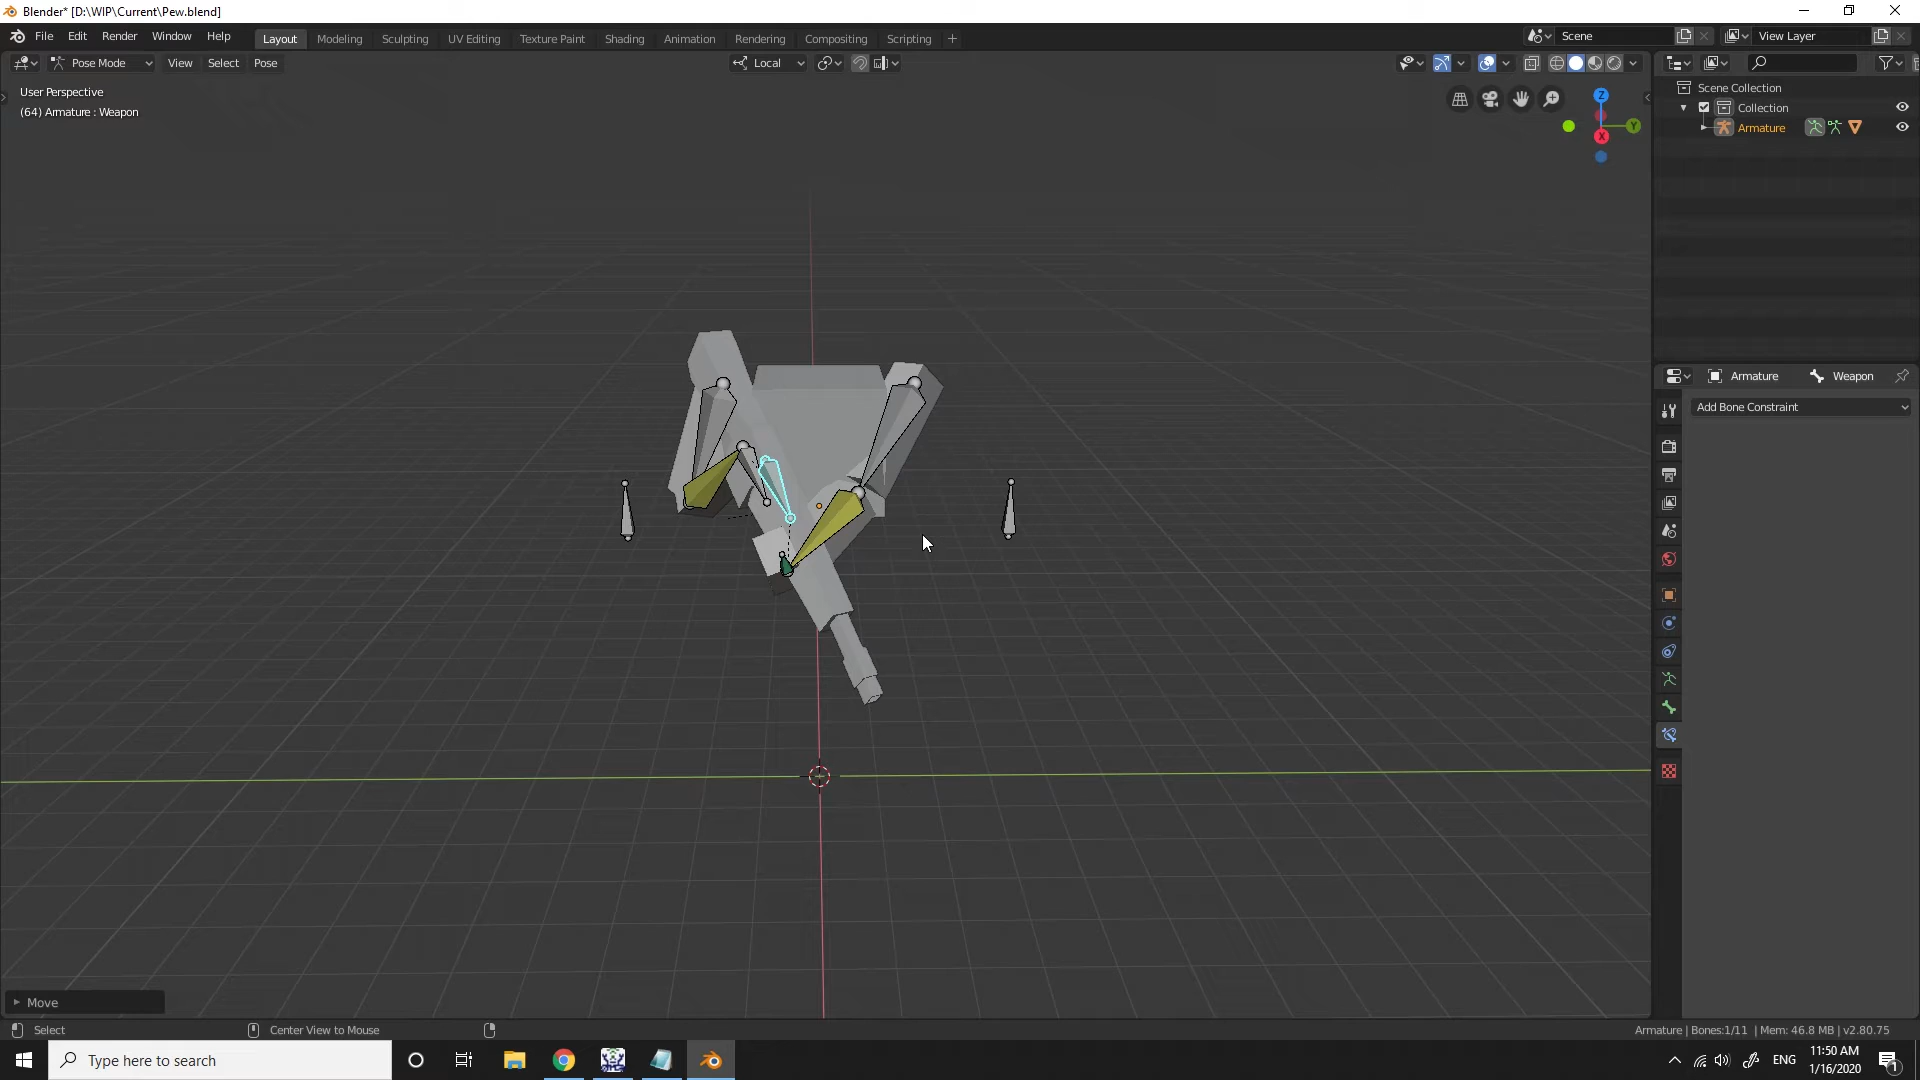 Blender* [D:\WIP\Current\Pew.blend]
File Edit Render Window Help
Layout Modeling Sculpting UV Editing Texture Paint Shading Animation Rendering Compositing Scripting +
Scene
View Layer
Pose Mode View Select Pose
Local
User Perspective
(64) Armature : Weapon
Z
Y
X
Scene Collection
Collection
Armature
Armature Weapon
Add Bone Constraint
Move
Select
Center View to Mouse
Armature | Bones:1/11 | Mem: 46.8 MB | v2.80.75
Type here to search
ENG
11:50 AM
1/16/2020
1